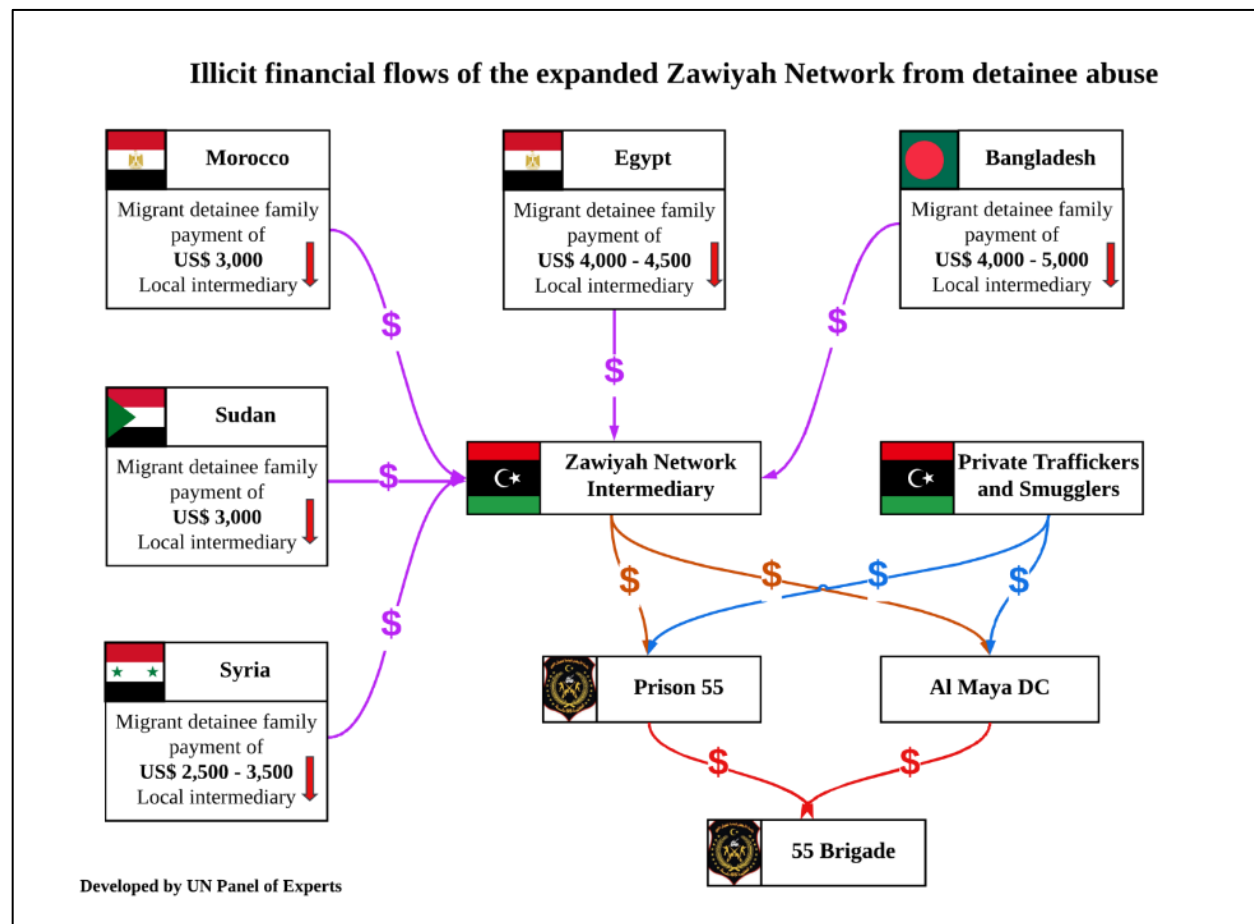 Illicit financial flows of the expanded Zawiyah Network from detainee abuse
Morocco
Migrant detainee family
payment of
US$ 3,000
Local intermediary
Egypt
Migrant detainee family
payment of
US$ 4,000 - 4,500
Local intermediary
Bangladesh
Migrant detainee family
payment of
US$ 4,000 - 5,000
Local intermediary
$
$
$
Sudan
Migrant detainee family
payment of
US$ 3,000
Local intermediary
$
Zawiyah Network
Intermediary
Private Traffickers
and Smugglers
$
$
$
$
$
Syria
Migrant detainee family
payment of
US$ 2,500 - 3,500
Local intermediary
Prison 55
Al Maya DC
$
$
55 Brigade
Developed by UN Panel of Experts